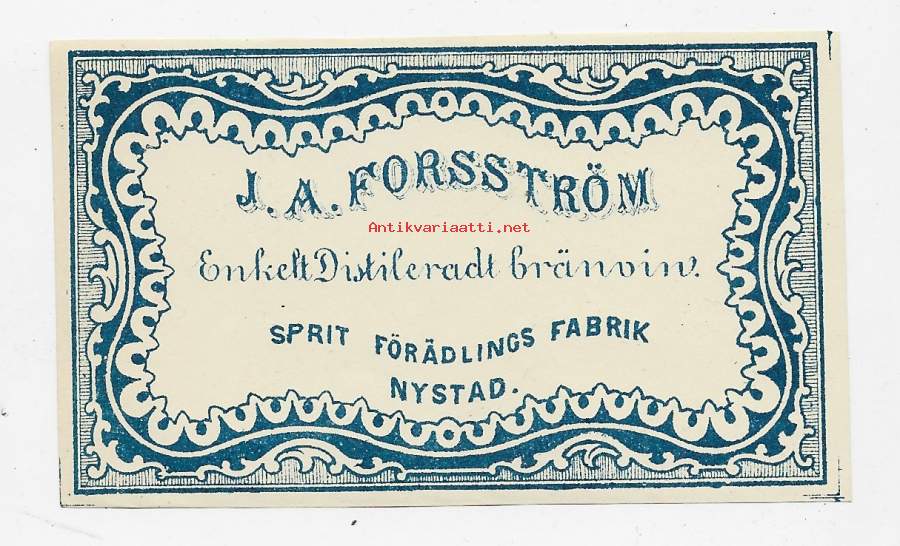 J. A. FORSSTRÖM
Antikvariaatti.net
Enkelt Distileradt bränvin.
SPRIT FÖRÄDLINGS FABRIK
NYSTAD.